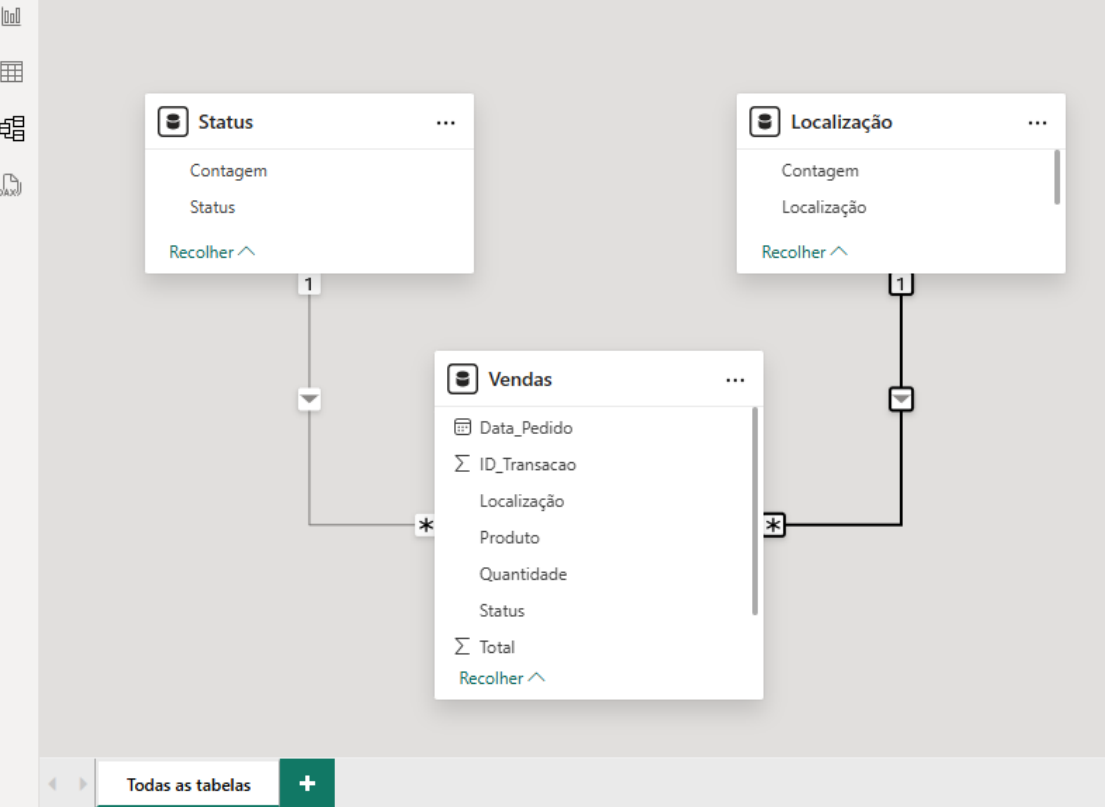 Status
...
Contagem
Status
Recolher
1
Localização
...
Contagem
Localização
Recolher
1
Vendas
...
Data_Pedido
∑ ID_Transacao
Localização
Produto
Quantidade
Status
∑ Total
Recolher
*
*
DAX
Todas as tabelas
+